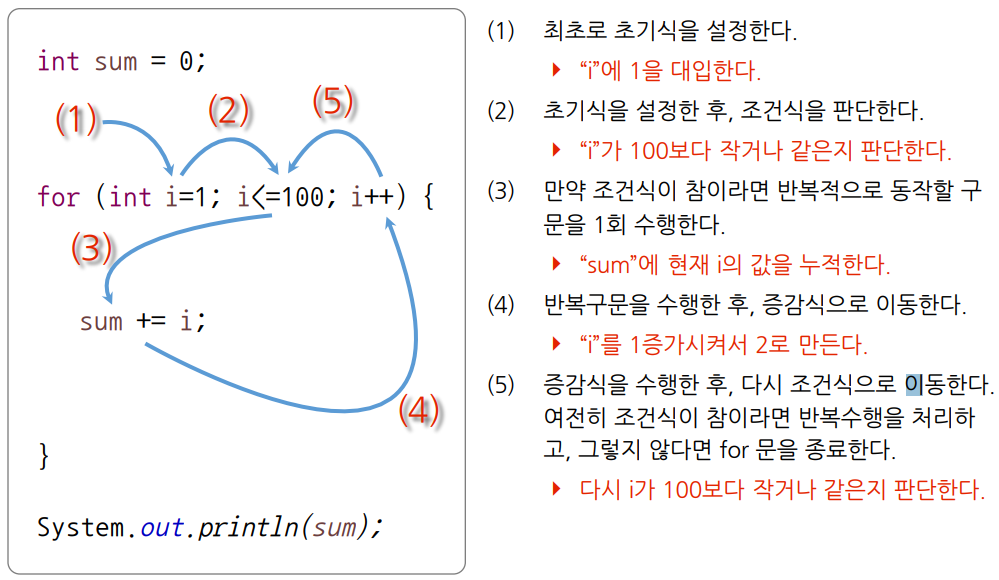 int sum = 0;
(1)
(2)
(5)
for (int i=1; i<=100; i++) {
(3)
sum += i;
(4)
}
System.out.println(sum);
(1) 최초로 초기식을 설정한다.
“i”에 1을 대입한다.
(2) 초기식을 설정한 후, 조건식을 판단한다.
“i”가 100보다 작거나 같은지 판단한다.
(3) 만약 조건식이 참이라면 반복적으로 동작할 구
문을 1회 수행한다.
“sum”에 현재 i의 값을 누적한다.
(4) 반복구문을 수행한 후, 증감식으로 이동한다.
“i”를 1증가시켜서 2로 만든다.
(5) 증감식을 수행한 후, 다시 조건식으로 이동한다.
여전히 조건식이 참이라면 반복수행을 처리하
고, 그렇지 않다면 for 문을 종료한다.
다시 i가 100보다 작거나 같은지 판단한다.